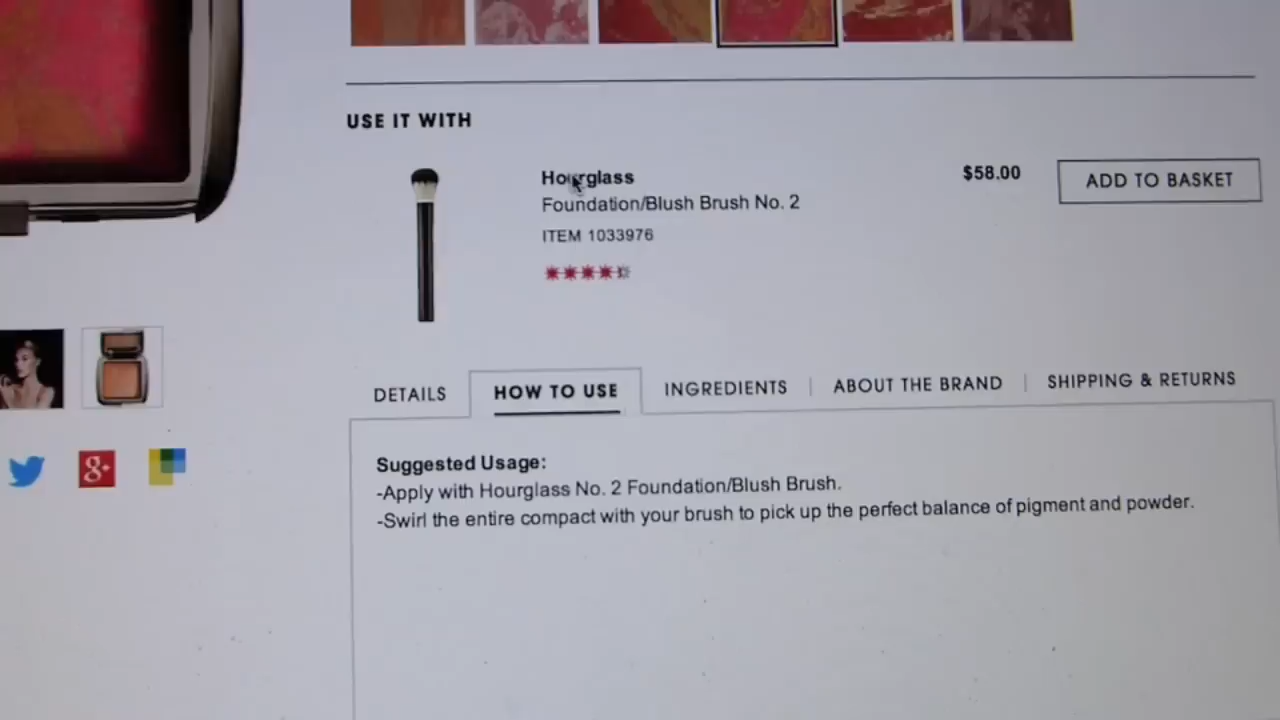 USE IT WITH
Hourglass
Foundation/Blush Brush No. 2
ITEM 1033976
$58.00
ADD TO BASKET
DETAILS
HOW TO USE
INGREDIENTS
ABOUT THE BRAND
SHIPPING & RETURNS
Suggested Usage:
-Apply with Hourglass No. 2 Foundation/Blush Brush.
-Swirl the entire compact with your brush to pick up the perfect balance of pigment and powder.
g+